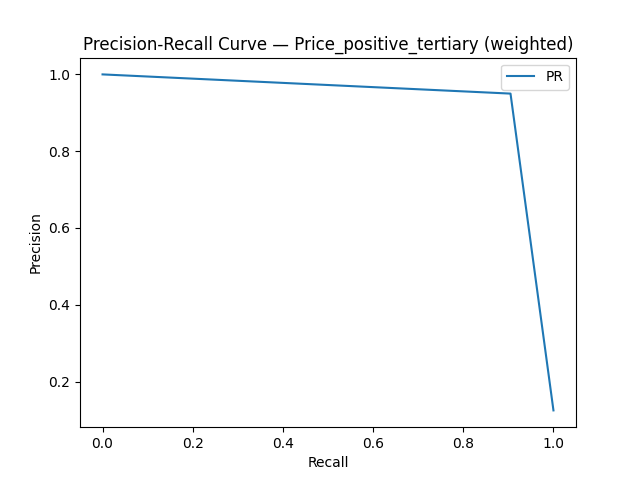 Precision-Recall Curve — Price_positive_tertiary (weighted)
PR
1.0
0.8
0.6
0.4
0.2
Precision
0.0 0.2 0.4 0.6 0.8 1.0
Recall